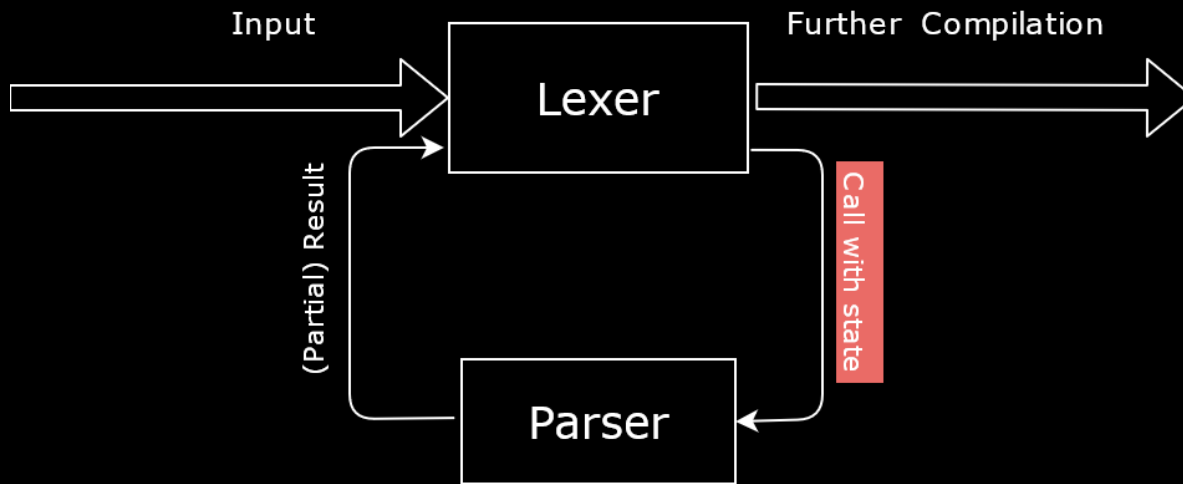 Input
Further Compilation
Lexer
(Partial) Result
Call with state
Parser